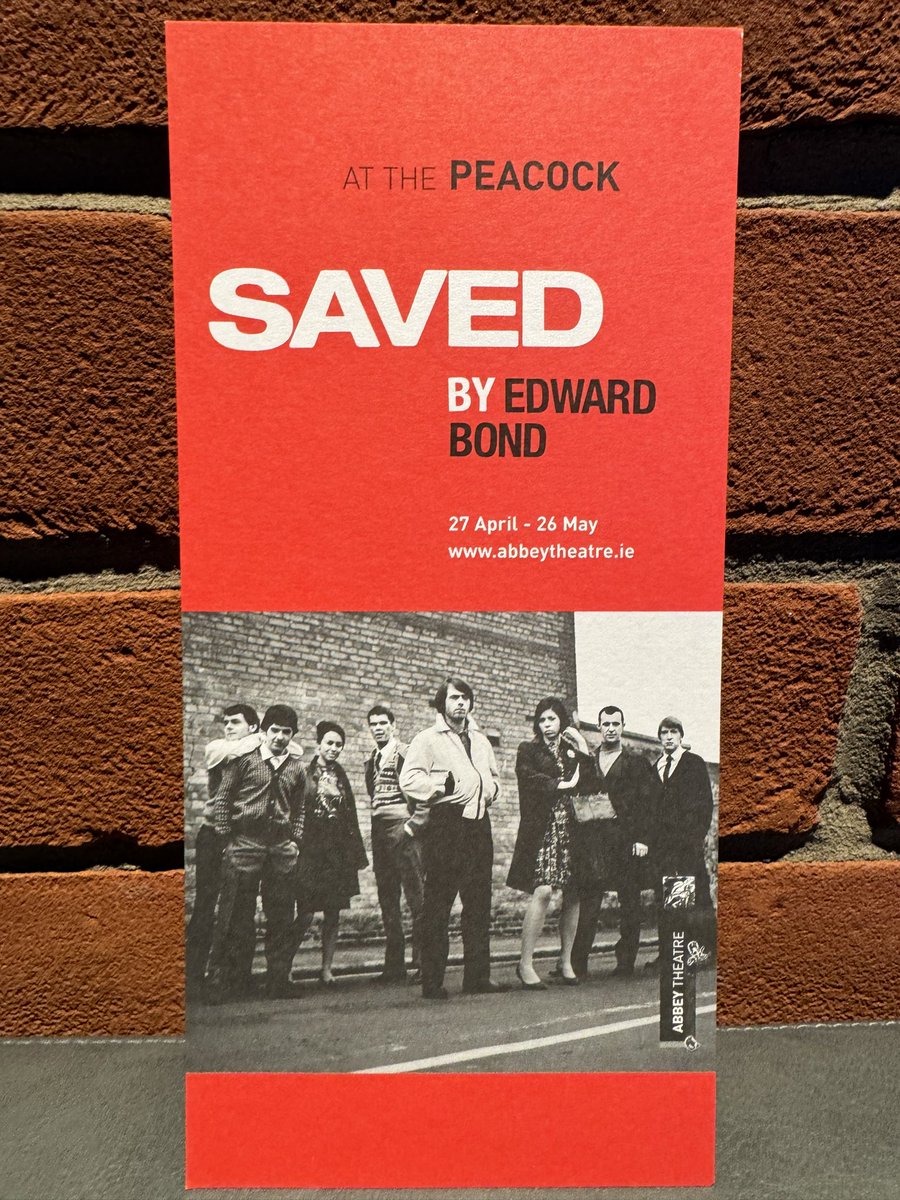 AT THE PEACOCK
SAVED
BY EDWARD
BOND
27 April - 26 May
www.abbeytheatre.ie
ABBEY THEATRE